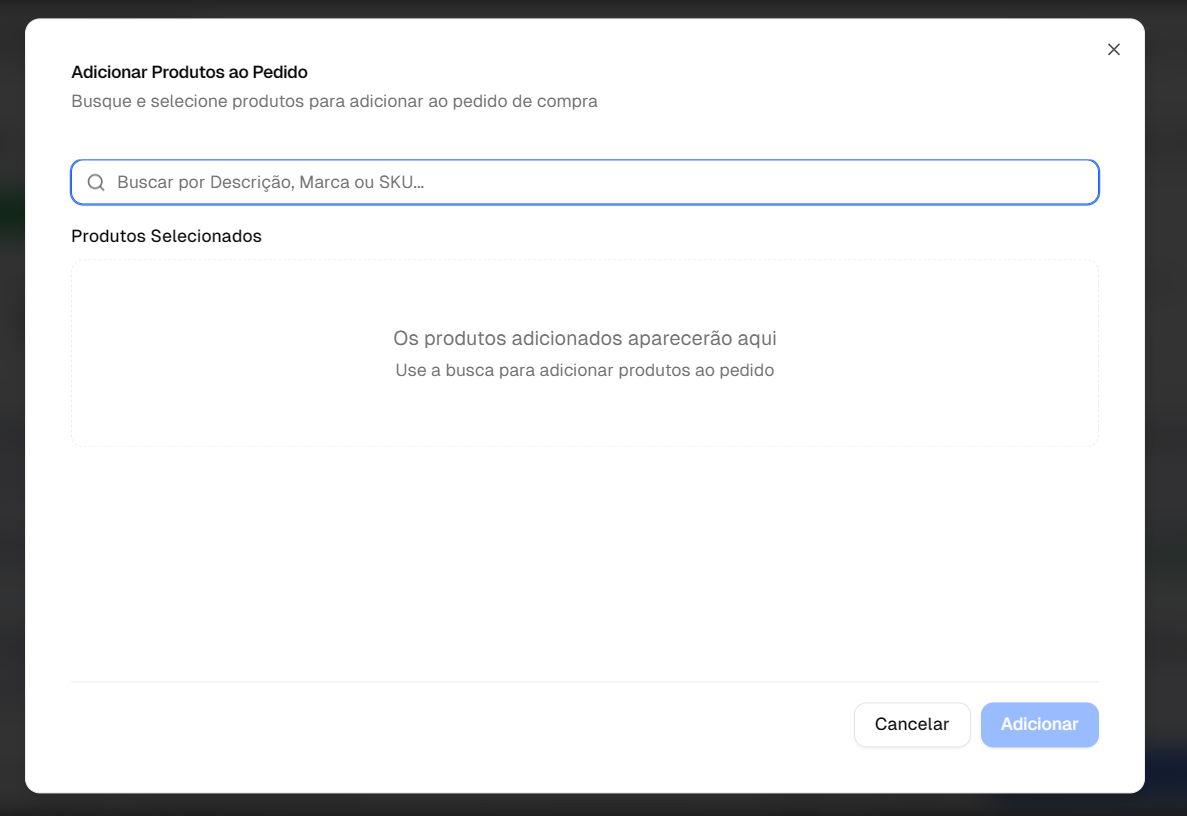 Adicionar Produtos ao Pedido
Busque e selecione produtos para adicionar ao pedido de compra
Buscar por Descrição, Marca ou SKU...
Produtos Selecionados
Os produtos adicionados aparecerão aqui
Use a busca para adicionar produtos ao pedido
Cancelar
Adicionar